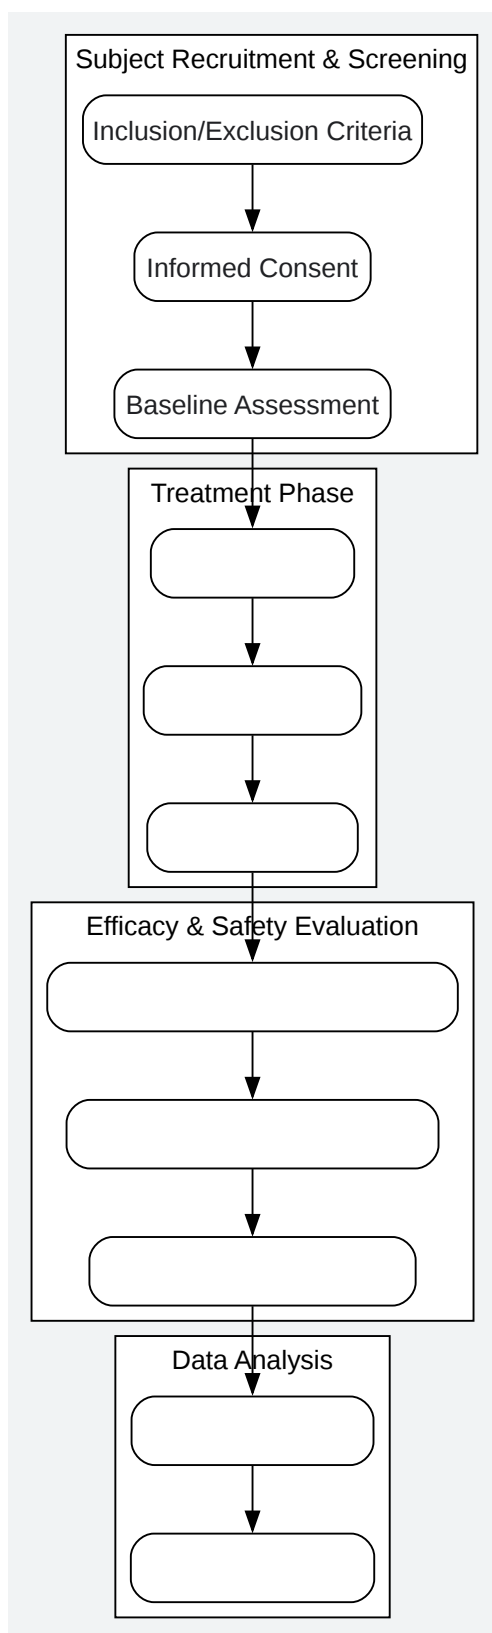 Subject Recruitment & Screening
Inclusion/Exclusion Criteria
Informed Consent
Baseline Assessment
Treatment Phase
Efficacy & Safety Evaluation
Data Analysis